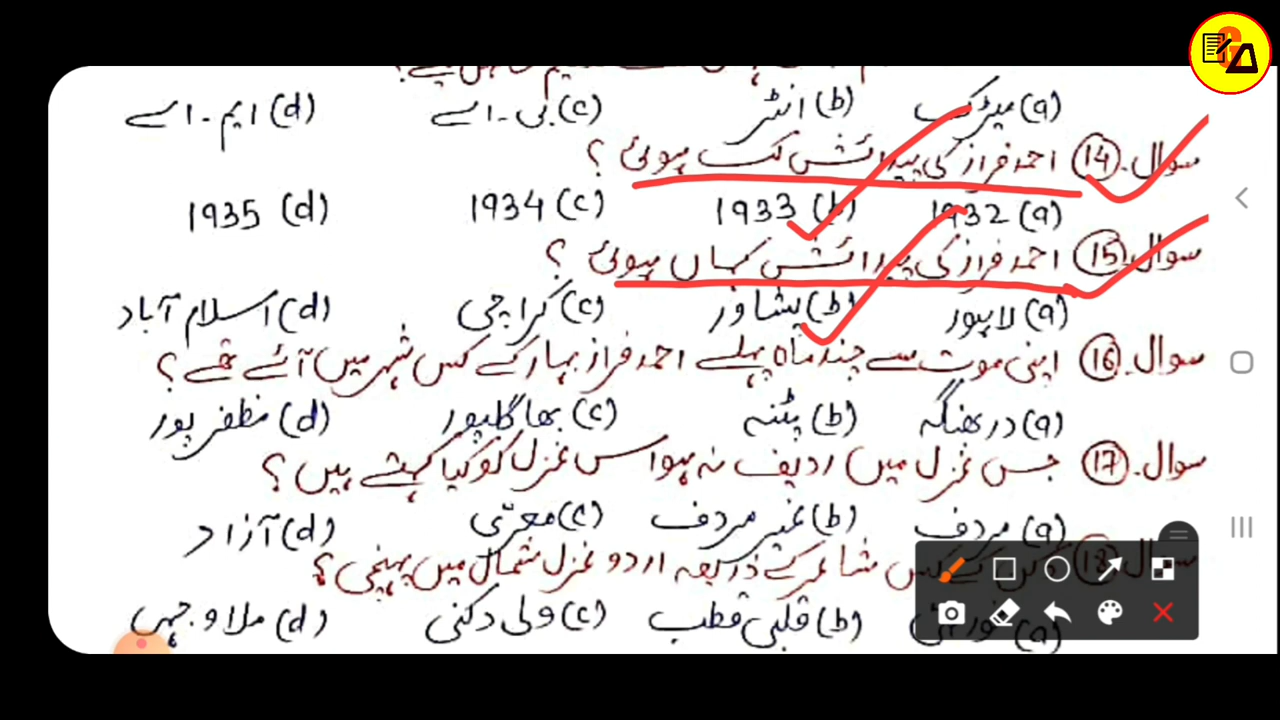 (a) میٹرک (b) انٹر (c) بی-اے (d) ایم-اے
سوال.14 احمد فراز کی پیدائش کب ہوئی ؟
(a) 1932 (b) 1933 (c) 1934 (d) 1935
سوال.15 احمد فراز کی پیدائش کہاں ہوئی ؟
(a) لاہور (b) پشاور (c) کراچی (d) اسلام آباد
سوال.16 اپنی موت سے چند ماہ پہلے احمد فراز بہار کے کس شہر میں آئے تھے ؟
(a) دربھنگہ (b) پٹنہ (c) بھاگلپور (d) مظفر پور
سوال.17 جس غزل میں ردیف نہ ہو اس غزل کو کیا کہتے ہیں ؟
(a) مردف (b) غیر مردف (c) معریٰ (d) آزاد
سوال.18 کس شاعر کے ذریعہ اردو غزل شمال میں پہنچی ؟
(a) (b) قلی قطب (c) ولی دکنی (d) ملا وجہی